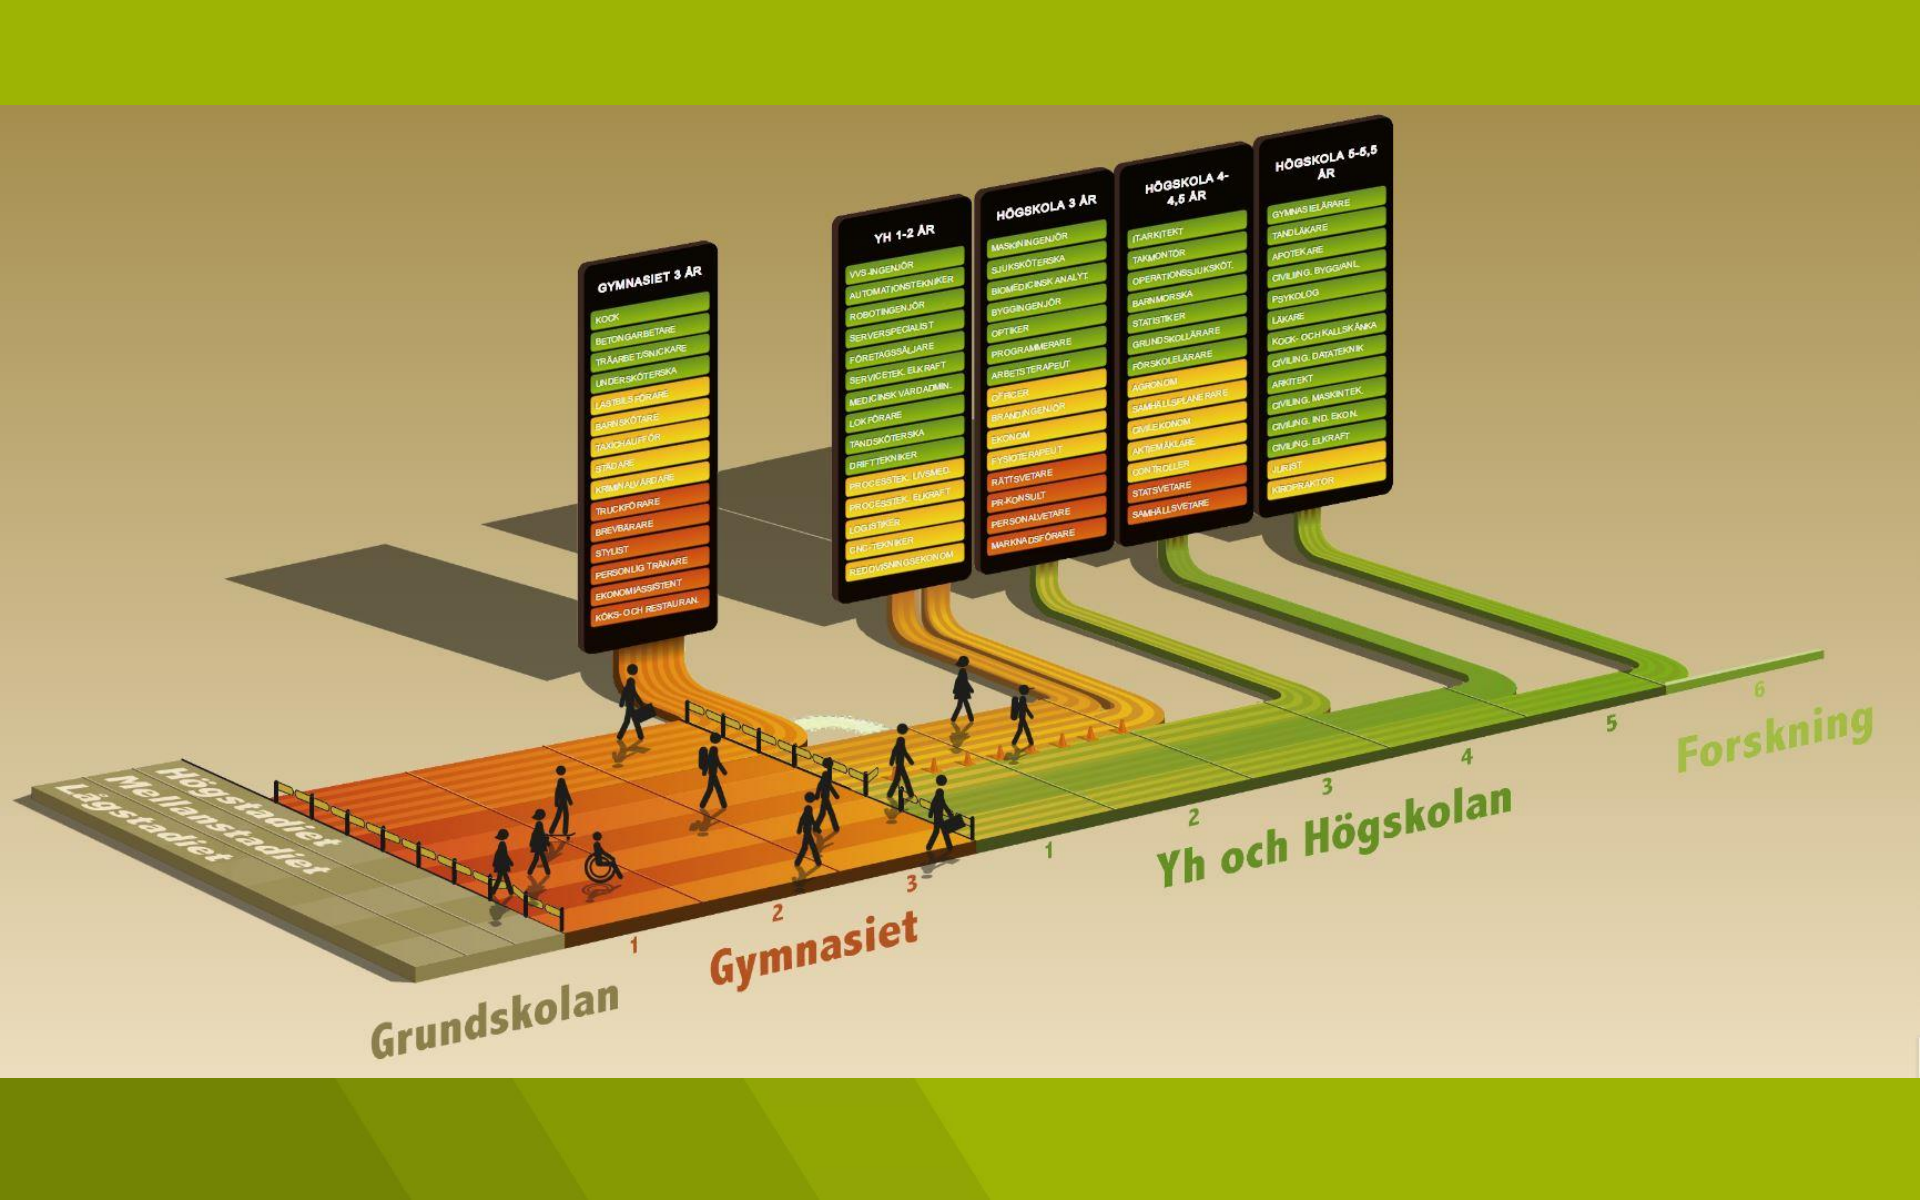 GYMNASIET 3 ÅR
KOCK
BETONGARBETARE
TRÄARBET./SNICKARE
UNDERSKÖTERSKA
LASTBILSFÖRARE
BARNSKÖTARE
TAXICHAUFFÖR
STÄDARE
KRIMINALVÅRDARE
TRUCKFÖRARE
BREVBÄRARE
STYLIST
PERSONLIG TRÄNARE
EKONOMIASSISTENT
KÖKS- OCH RESTAURAN.
YH 1-2 ÅR
VVS-INGENJÖR
AUTOMATIONSTEKNIKER
ROBOTINGENJÖR
SERVERSPECIALIST
FÖRETAGSSÄLJARE
SERVICETEK. ELKRAFT
MEDICINSK VÅRDADMIN.
LOKFÖRARE
TANDSKÖTERSKA
DRIFTTEKNIKER
PROCESSTEK. LIVSMED.
PROCESSTEK. ELKRAFT
LOGISTIKER
CNC-TEKNIKER
REDOVISNINGSEKONOM
HÖGSKOLA 3 ÅR
MASKININGENJÖR
SJUKSKÖTERSKA
BIOMEDICINSK ANALYT.
BYGGINGENJÖR
OPTIKER
PROGRAMMERARE
ARBETSTERAPEUT
OFFICER
BRANDINGENJÖR
EKONOM
FYSIOTERAPEUT
RÄTTSVETARE
PR-KONSULT
PERSONALVETARE
MARKNADSFÖRARE
HÖGSKOLA 4-
4,5 ÅR
IT-ARKITEKT
TAKMONTÖR
OPERATIONSSJUKSKÖT.
BARNMORSKA
STATISTIKER
GRUNDSKOLLÄRARE
FÖRSKOLELÄRARE
AGRONOM
SAMHÄLLSPLANERARE
CIVILEKONOM
AKTIEMÄKLARE
CONTROLLER
STATSVETARE
SAMHÄLLSVETARE
HÖGSKOLA 5-5,5
ÅR
GYMNASIELÄRARE
TANDLÄKARE
APOTEKARE
CIVILING. BYGG/ANL.
PSYKOLOG
LÄKARE
KOCK- OCH KALLSKÄNKA
CIVILING. DATATEKNIK
ARKITEKT
CIVILING. MASKINTEK.
CIVILING. IND. EKON.
CIVILING. ELKRAFT
JURIST
KIROPRAKTOR
Högstadiet
Mellanstadiet
Lågstadiet
Grundskolan
1
2
3
Gymnasiet
1
2
3
4
5
Yh och Högskolan
6
Forskning